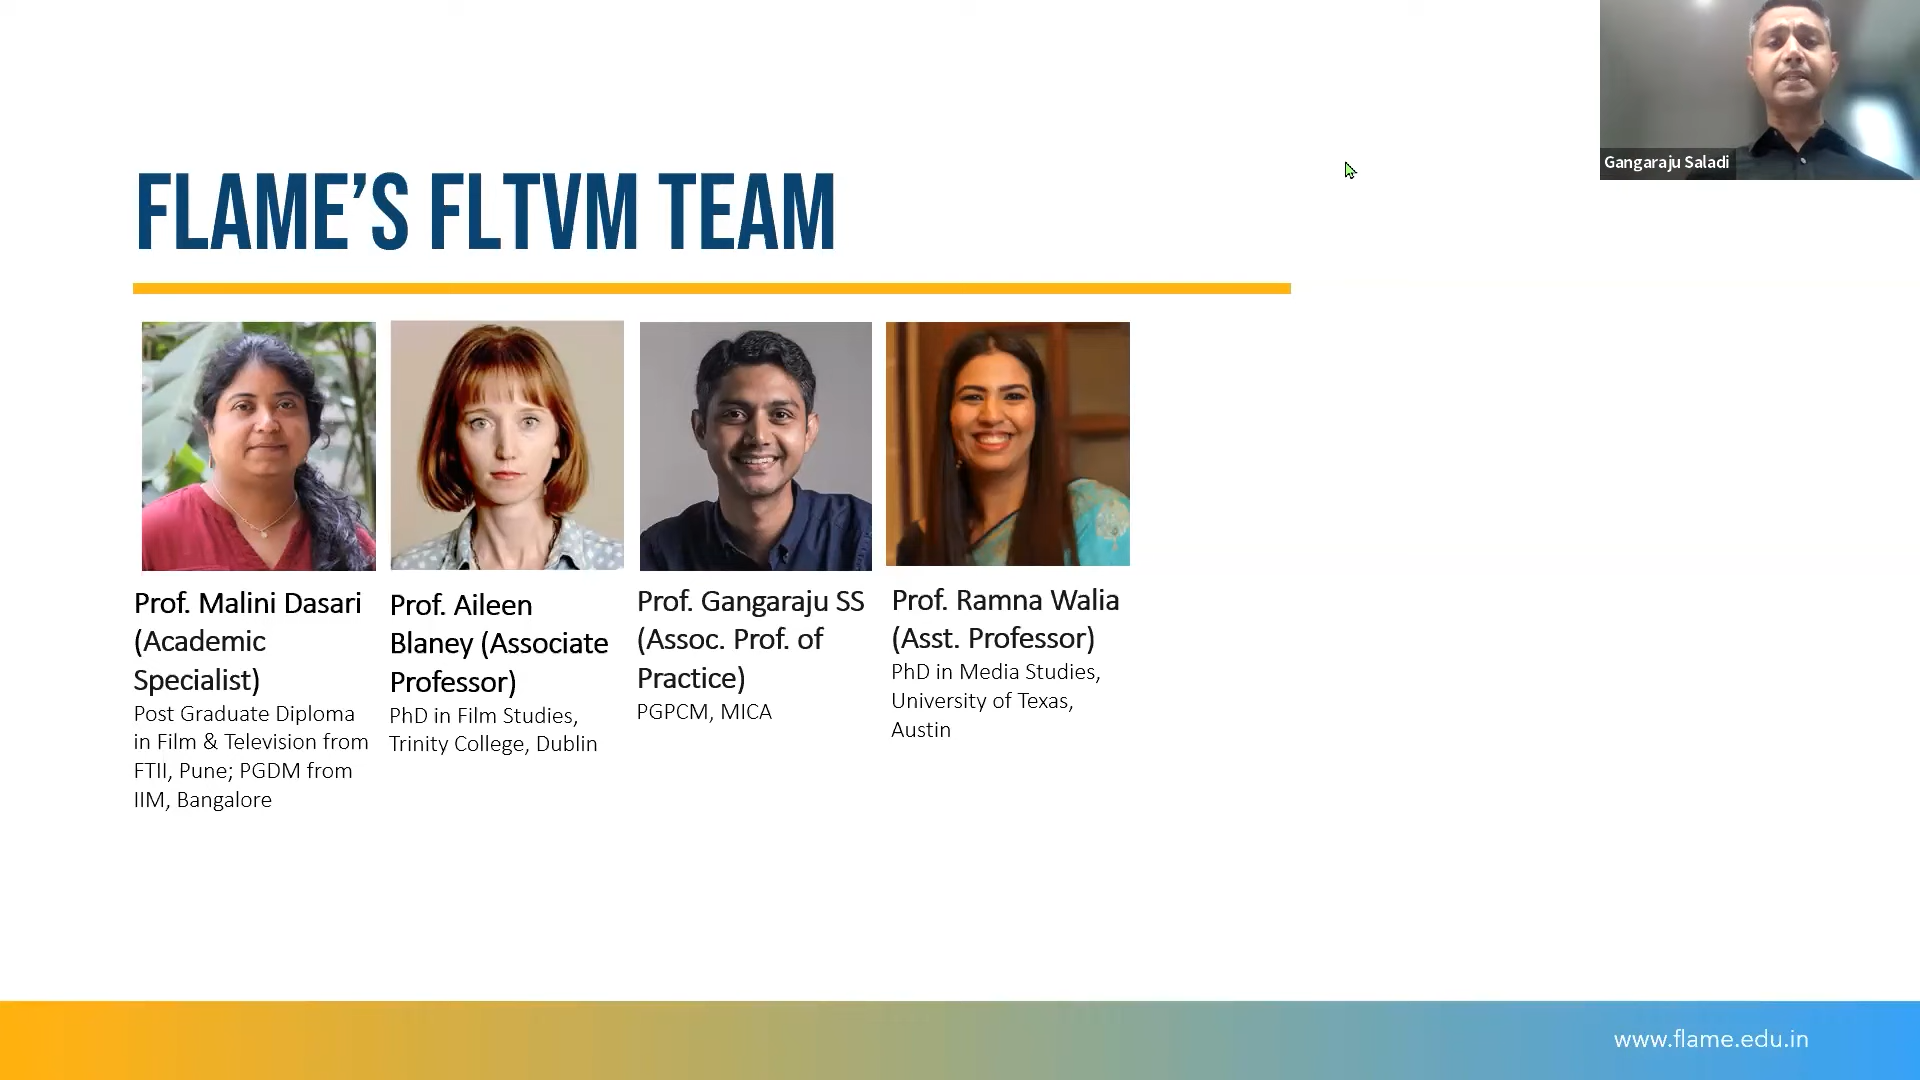 Gangaraju Saladi
FLAME’S FLTVM TEAM
Prof. Malini Dasari
(Academic
Specialist)
Post Graduate Diploma
in Film & Television from
FTII, Pune; PGDM from
IIM, Bangalore
Prof. Aileen
Blaney (Associate
Professor)
PhD in Film Studies,
Trinity College, Dublin
Prof. Gangaraju SS
(Assoc. Prof. of
Practice)
PGPCM, MICA
Prof. Ramna Walia
(Asst. Professor)
PhD in Media Studies,
University of Texas,
Austin
www.flame.edu.in